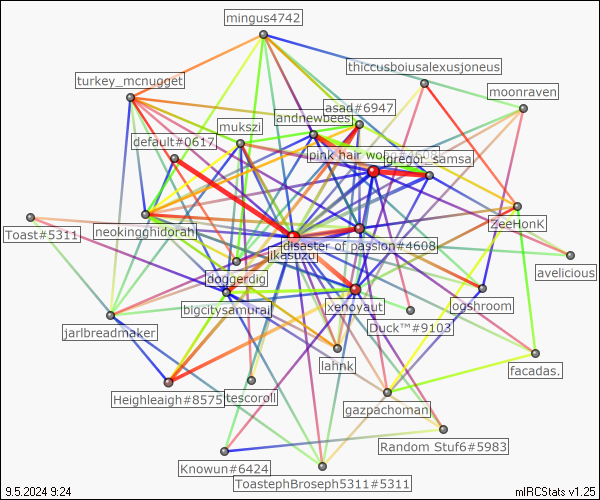 mingus4742
thiccusboiusalexusjoneus
turkey_mcnugget
moonraven
asad#6947
andnewbees
mukszi
default#0617
pink hair wo
gregor_samsa
ZeeHonK
Toast#5311
neokingghidorah
disaster of passion#4608
jkasuzu
avelicious
doggerdig
bigcitysamurai
xenoyaut
ogshroom
Duck™#9103
jarlbreadmaker
lahnk
facadas.
Heighleaigh#8575
tescoroll
gazpachoman
Random Stuf6#5983
Knowun#6424
ToastephBroseph5311#5311
9.5.2024 9:24
mIRCStats v1.25